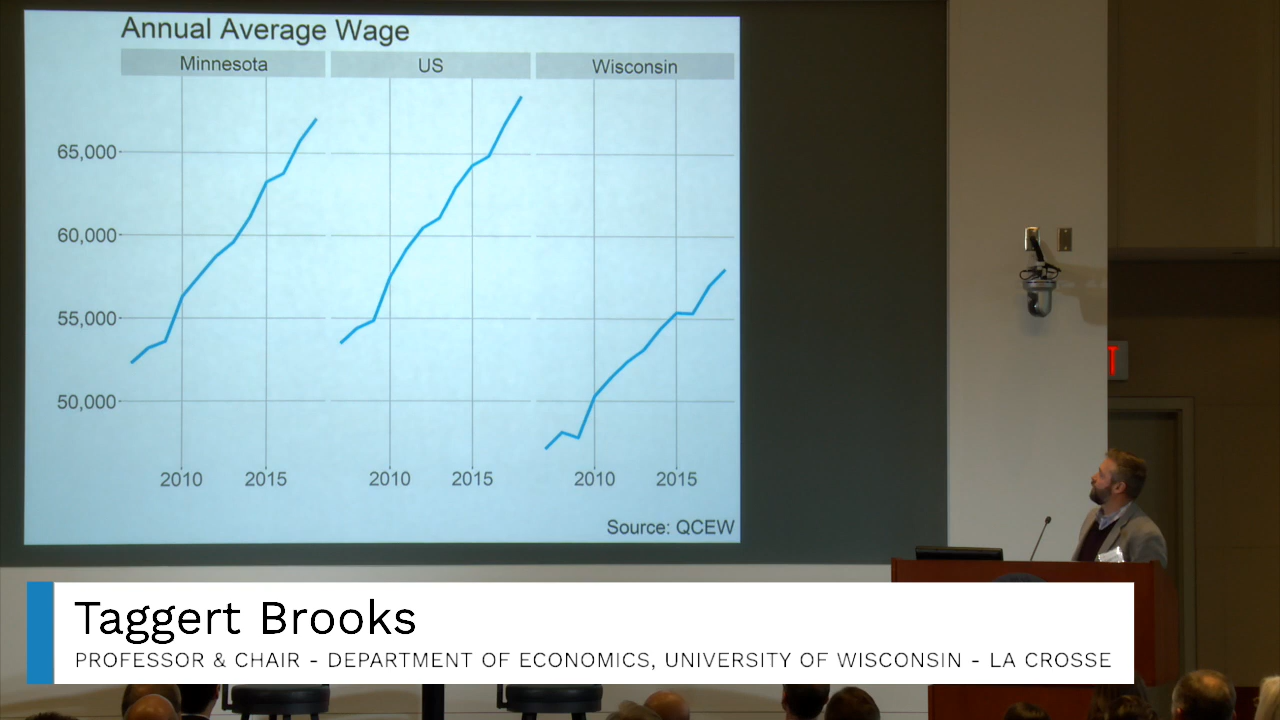 Annual Average Wage
Minnesota US Wisconsin
65,000
60,000
55,000
50,000
2010 2015 2010 2015 2010 2015
Source: QCEW
Taggert Brooks
PROFESSOR & CHAIR - DEPARTMENT OF ECONOMICS, UNIVERSITY OF WISCONSIN - LA CROSSE